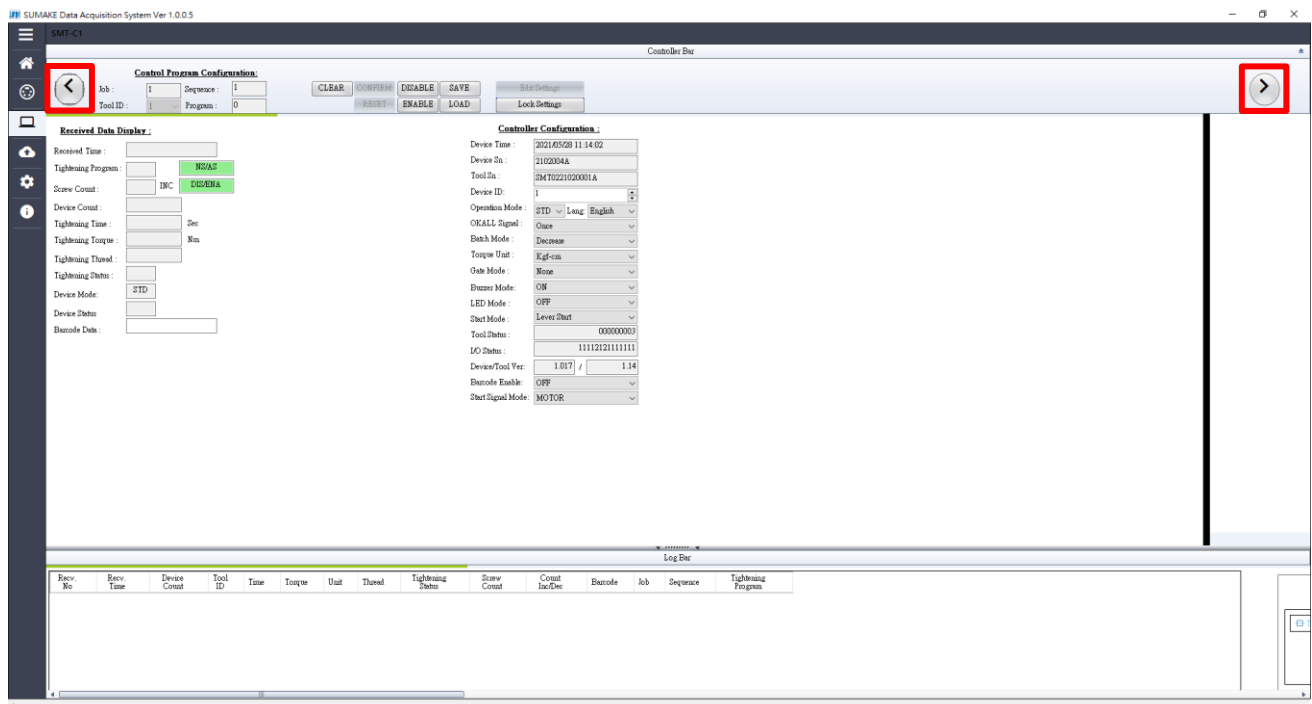 SUMAKE Data Acquisition System Ver 1.0.0.5
SMT-C1
Controller Bar
Control Program Configuration:
Job : 1 Sequence : 1 CLEAR CONFIRM DISABLE SAVE Edit Settings
Tool ID : 1 Program : 0 RESET ENABLE LOAD Lock Settings
Received Data Display :
Received Time :
Tightening Program : NS/AS
Screw Count : INC DIS/ENA
Device Count :
Tightening Time : Sec
Tightening Torque : Nm
Tightening Thread :
Tightening Status :
Device Mode: STD
Device Status
Barcode Data :
Controller Configuration :
Device Time : 2021/05/28 11:14:02
Device Sn : 2102004A
Tool Sn : SMT0221020001A
Device ID: 1
Operation Mode : STD Lang: English
OKALL Signal : Once
Batch Mode : Decrease
Torque Unit : Kgf-cm
Gate Mode : None
Buzzer Mode: ON
LED Mode : OFF
Start Mode : Lever Start
Tool Status : 000000003
I/O Status : 11112121111111
Device/Tool Ver: 1.017 / 1.14
Barcode Enable: OFF
Start Signal Mode: MOTOR
Log Bar
Recv. No Recv. Time Device Count Tool ID Time Torque Unit Thread Tightening Status Screw Count Count Inc/Dec Barcode Job Sequence Tightening Program